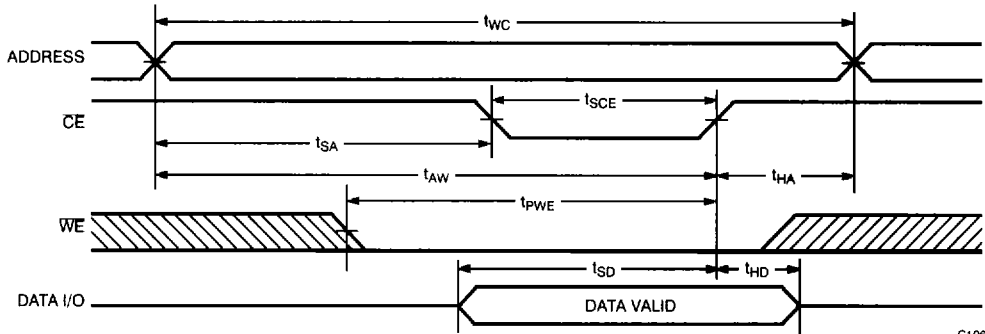 tWC
ADDRESS
tSCE
CE
tSA
tAW
tHA
tPWE
WE
tSD
tHD
DATA I/O
DATA VALID